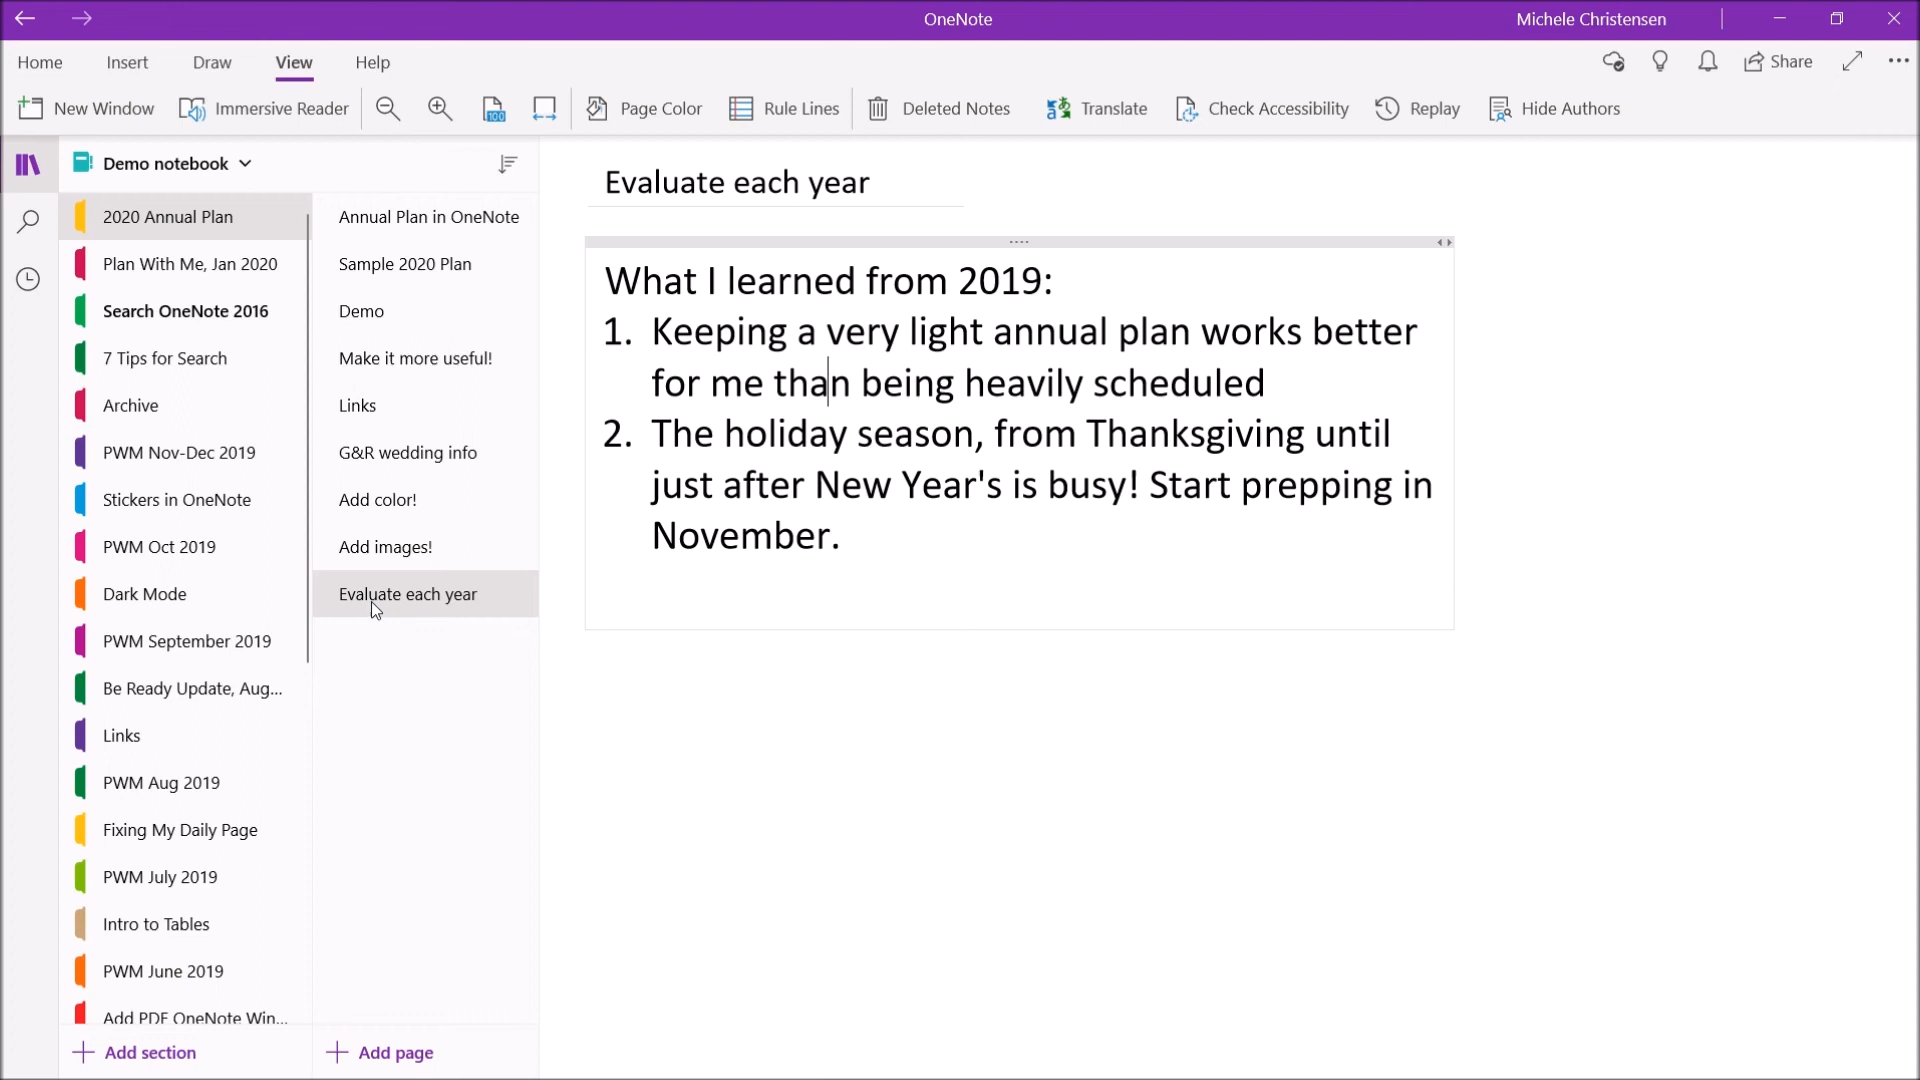 OneNote
Michele Christensen
Home Insert Draw View Help
Share
New Window Immersive Reader 100 Page Color Rule Lines Deleted Notes Translate Check Accessibility Replay Hide Authors
Demo notebook
2020 Annual Plan
Plan With Me, Jan 2020
Search OneNote 2016
7 Tips for Search
Archive
PWM Nov-Dec 2019
Stickers in OneNote
PWM Oct 2019
Dark Mode
PWM September 2019
Be Ready Update, Aug...
Links
PWM Aug 2019
Fixing My Daily Page
PWM July 2019
Intro to Tables
PWM June 2019
Add PDF OneNote Win...
Add section
Annual Plan in OneNote
Sample 2020 Plan
Demo
Make it more useful!
Links
G&R wedding info
Add color!
Add images!
Evaluate each year
Add page
Evaluate each year
What I learned from 2019:
1. Keeping a very light annual plan works better
for me than being heavily scheduled
2. The holiday season, from Thanksgiving until
just after New Year's is busy! Start prepping in
November.